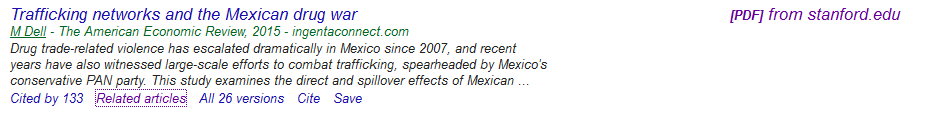 Trafficking networks and the Mexican drug war [PDF] from stanford.edu
M Dell - The American Economic Review, 2015 - ingentaconnect.com
Drug trade-related violence has escalated dramatically in Mexico since 2007, and recent
years have also witnessed large-scale efforts to combat trafficking, spearheaded by Mexico's
conservative PAN party. This study examines the direct and spillover effects of Mexican ...
Cited by 133 Related articles All 26 versions Cite Save